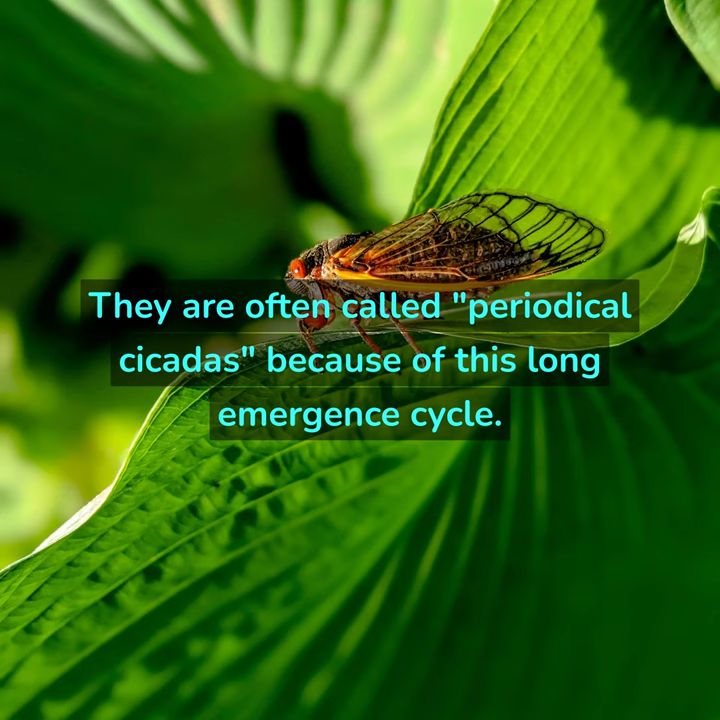 They are often called "periodical
cicadas" because of this long
emergence cycle.